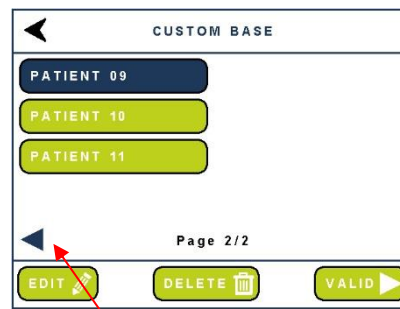 CUSTOM BASE
PATIENT 09
PATIENT 10
PATIENT 11
Page 2/2
EDIT DELETE VALID